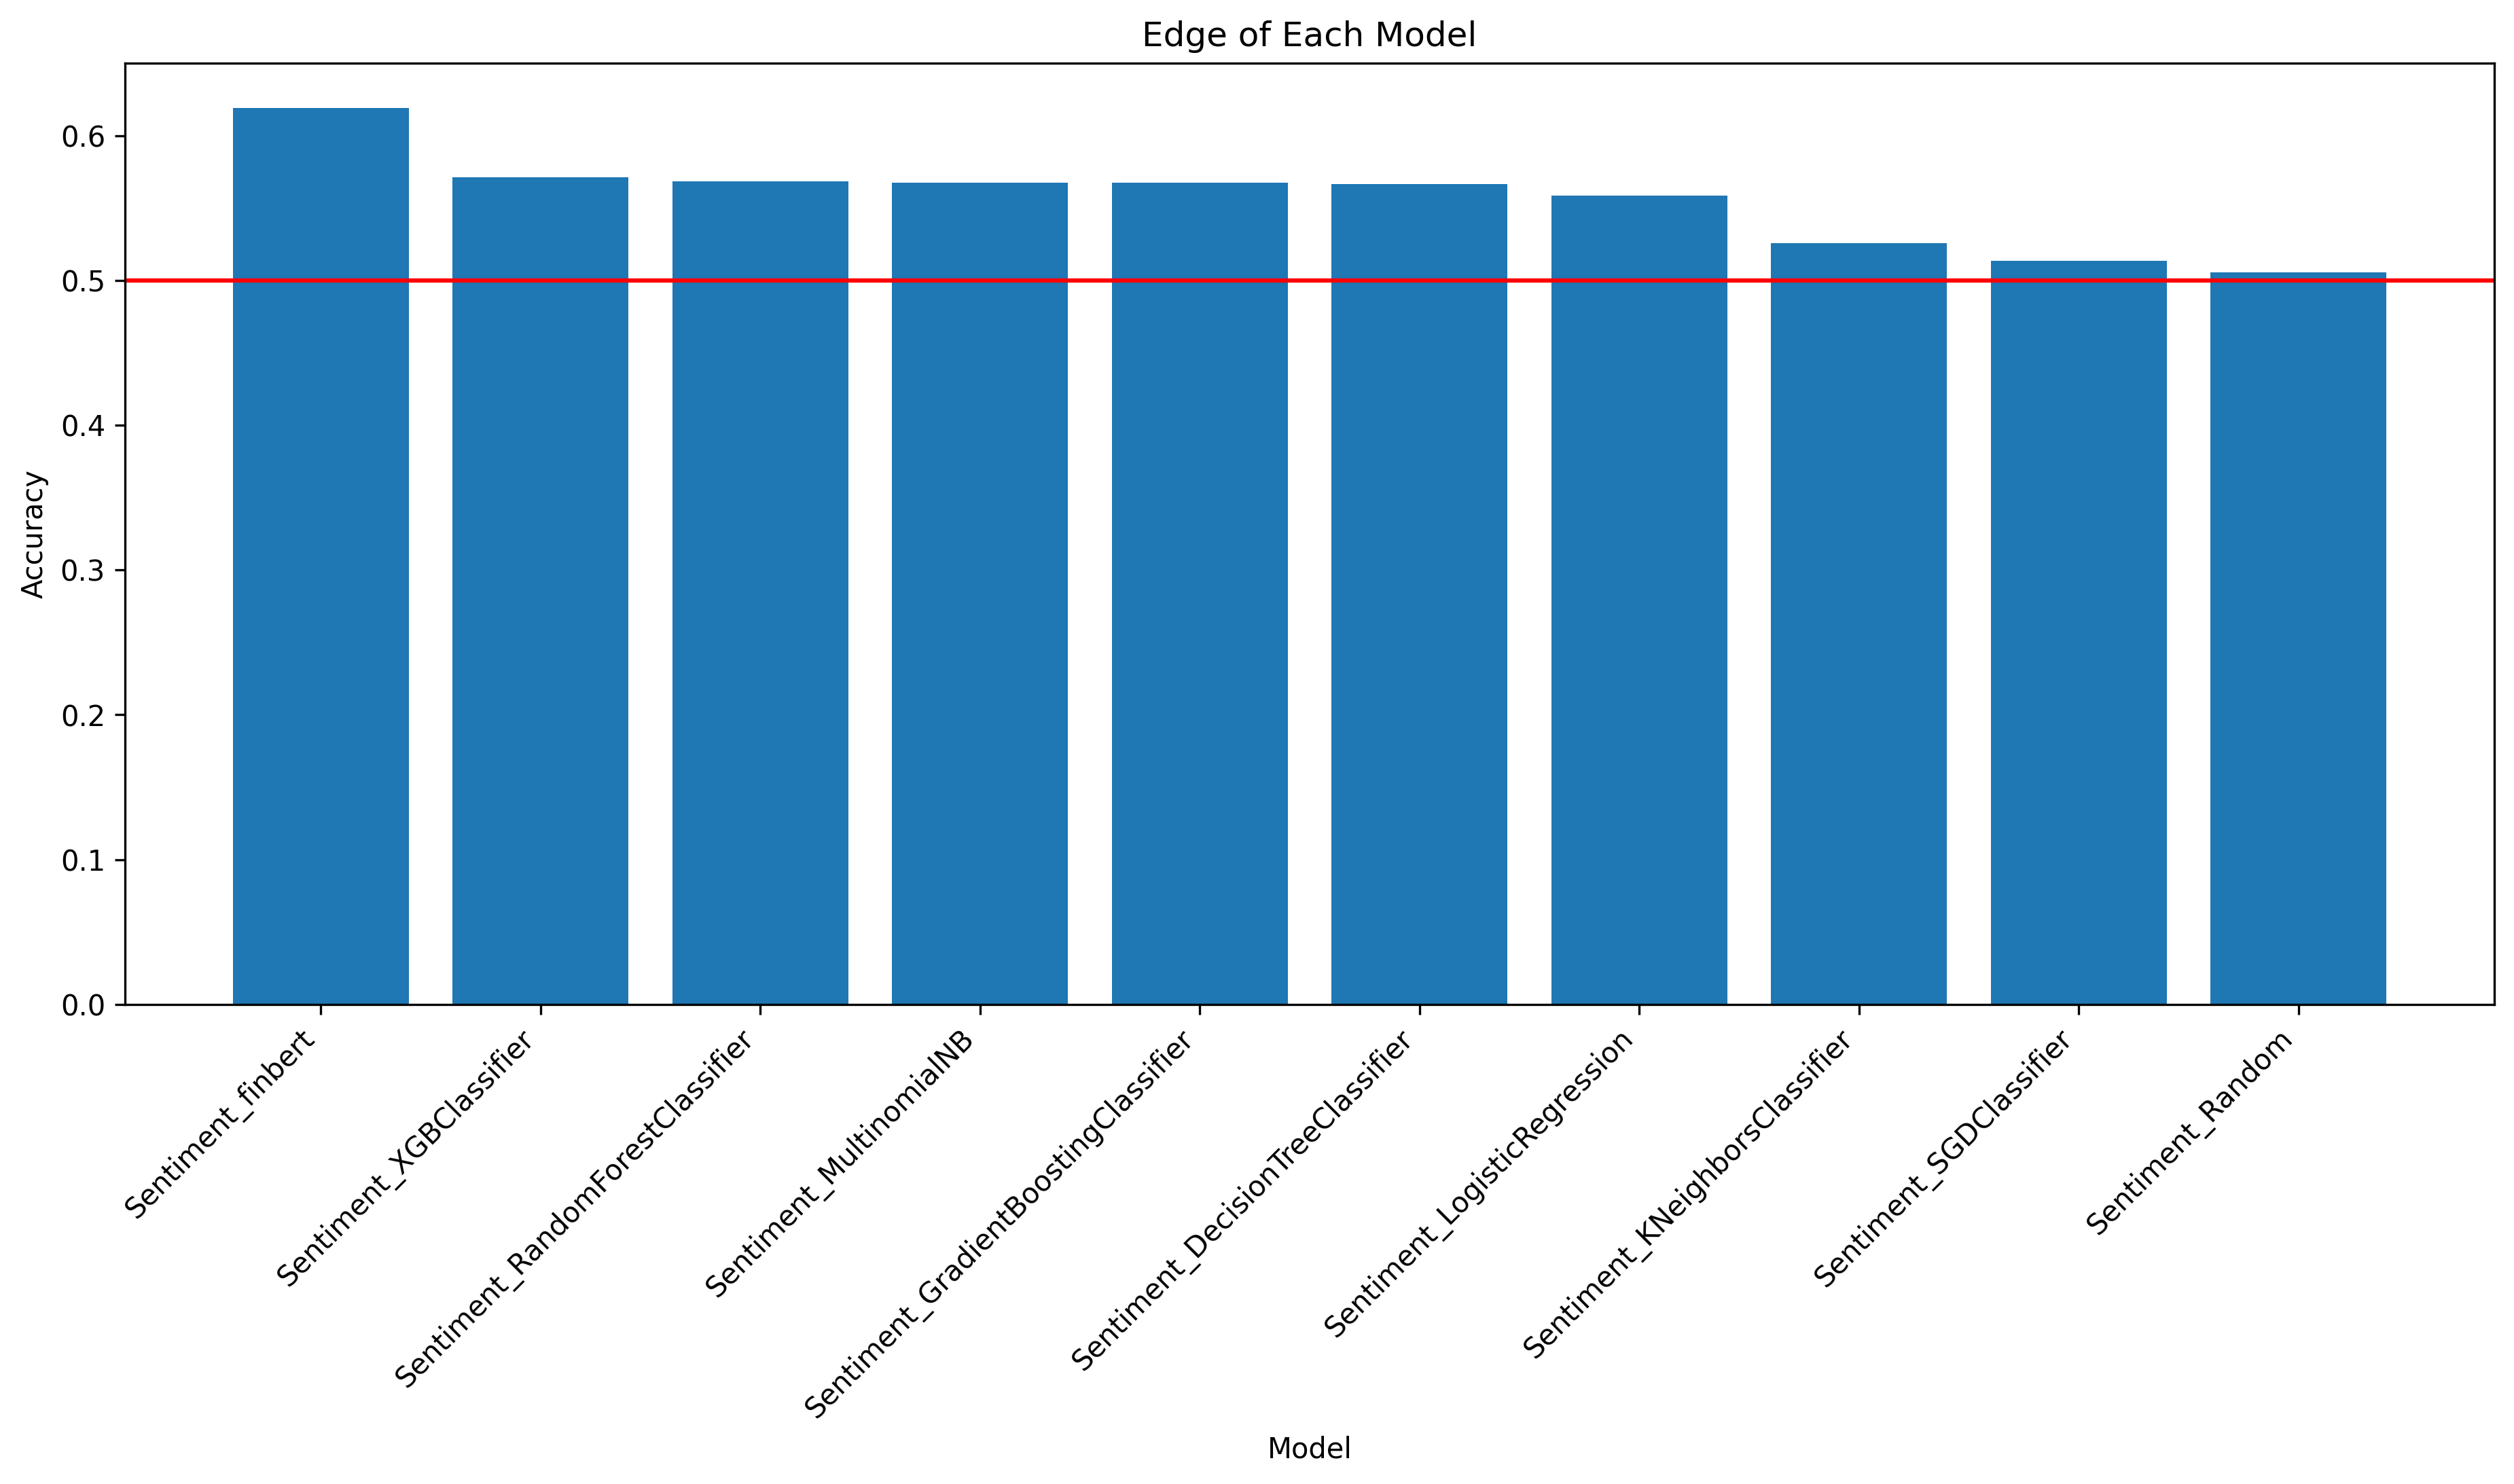 Edge of Each Model
Accuracy
0.6
0.5
0.4
0.3
0.2
0.1
0.0
Sentiment_finbert
Sentiment_XGBClassifier
Sentiment_RandomForestClassifier
Sentiment_MultinomialNB
Sentiment_GradientBoostingClassifier
Sentiment_DecisionTreeClassifier
Sentiment_LogisticRegression
Sentiment_KNeighborsClassifier
Sentiment_SGDClassifier
Sentiment_Random
Model